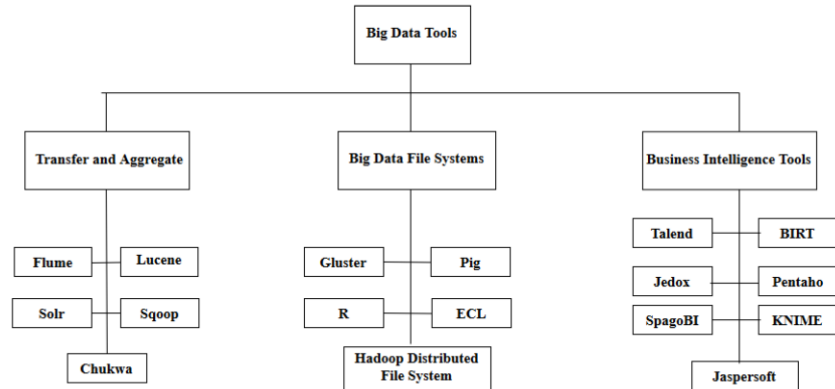 Big Data Tools
Transfer and Aggregate
Big Data File Systems
Business Intelligence Tools
Flume
Lucene
Solr
Sqoop
Chukwa
Gluster
Pig
R
ECL
Hadoop Distributed
File System
Talend
BIRT
Jedox
Pentaho
SpagoBI
KNIME
Jaspersoft